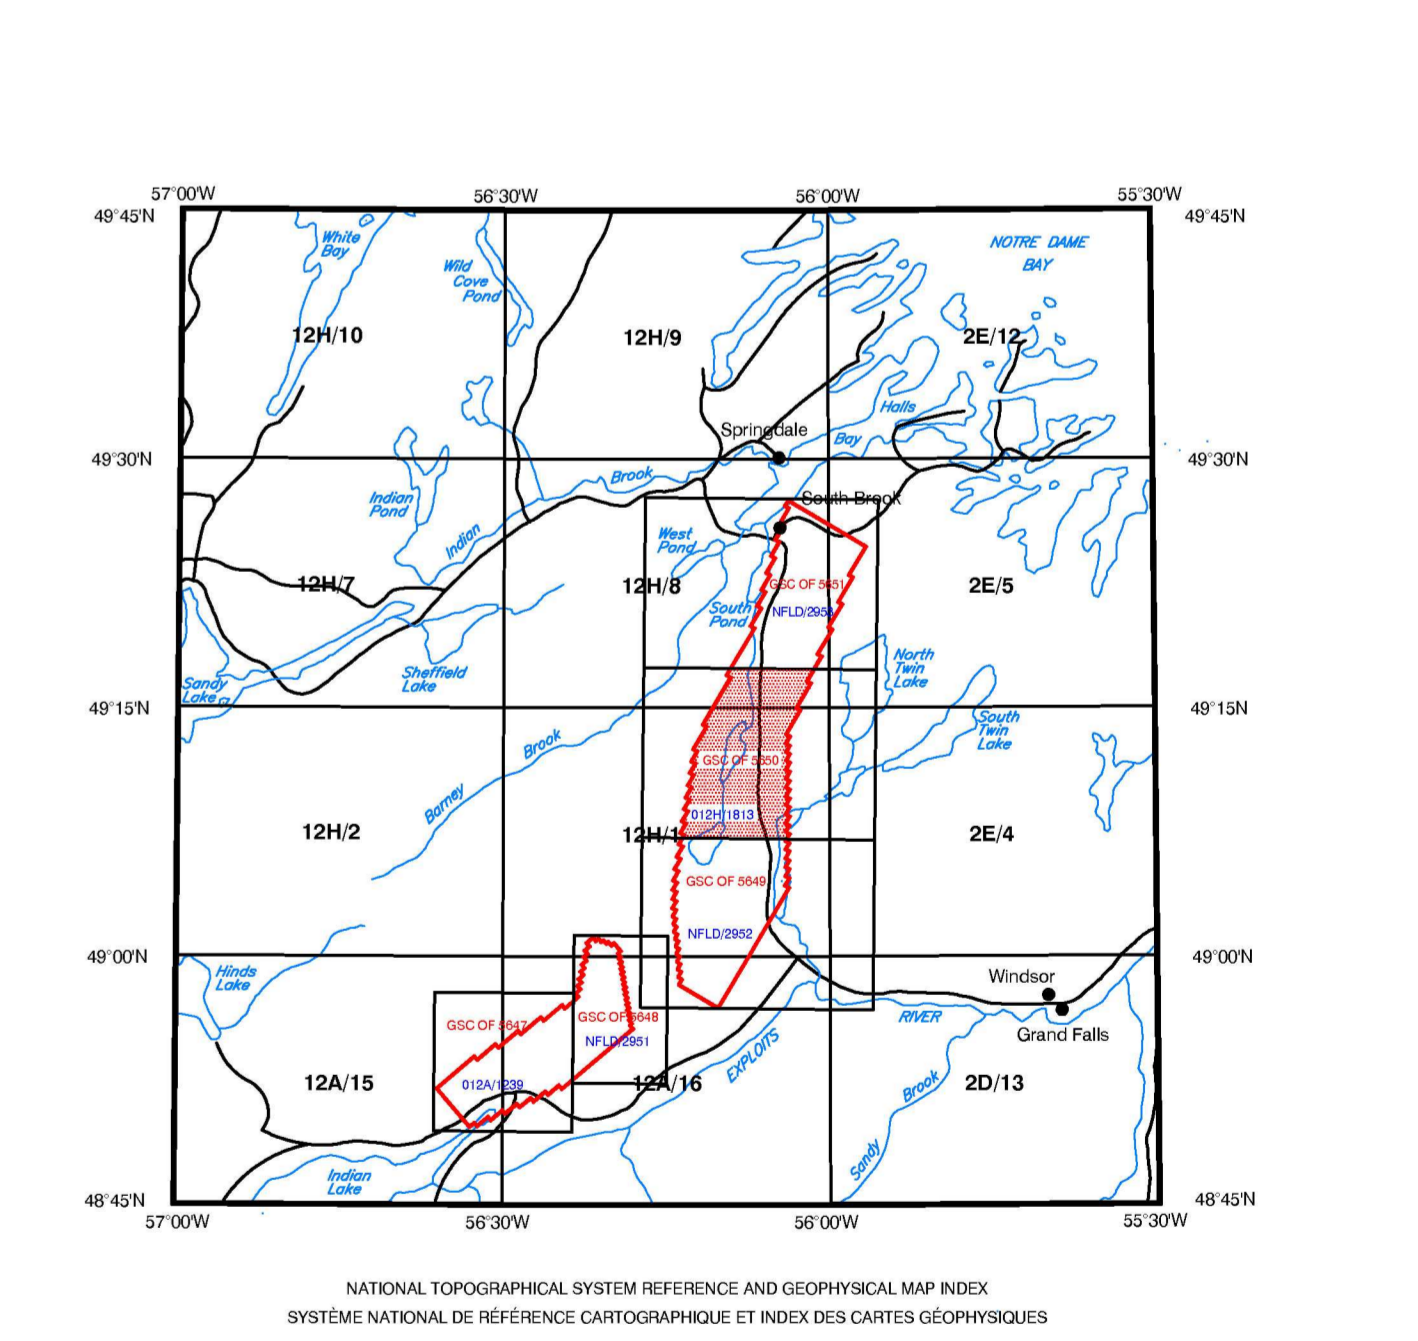 57°00'W
56°30'W
56°00'W
55°30'W
49°45'N
49°45'N
White
Bay
Wild
Cove
Pond
NOTRE DAME
BAY
12H/10
12H/9
2E/12
Halls
Springdale
Bay
49°30'N
49°30'N
Brook
Indian
Pond
South Brook
Indian
West
Pond
12H/7
12H/8
GSC OF 5651
2E/5
South
Pond
North
Twin
Lake
Sheffield
Lake
Sandy
Lake
49°15'N
49°15'N
South
Twin
Lake
Brook
GSC OF 5650
Barney
012H/1813
12H/2
12H/1
2E/4
GSC OF 5649
NFLD/2952
49°00'N
49°00'N
Hinds
Lake
Windsor
GSC OF 5647
GSC OF 5648
RIVER
Grand Falls
NFLD/2951
EXPLOITS
12A/15
012A/1239
12A/16
Brook
2D/13
Sandy
Indian
Lake
48°45'N
48°45'N
57°00'W
56°30'W
56°00'W
55°30'W
NATIONAL TOPOGRAPHICAL SYSTEM REFERENCE AND GEOPHYSICAL MAP INDEX
SYSTÈME NATIONAL DE RÉFÉRENCE CARTOGRAPHIQUE ET INDEX DES CARTES GÉOPHYSIQUES